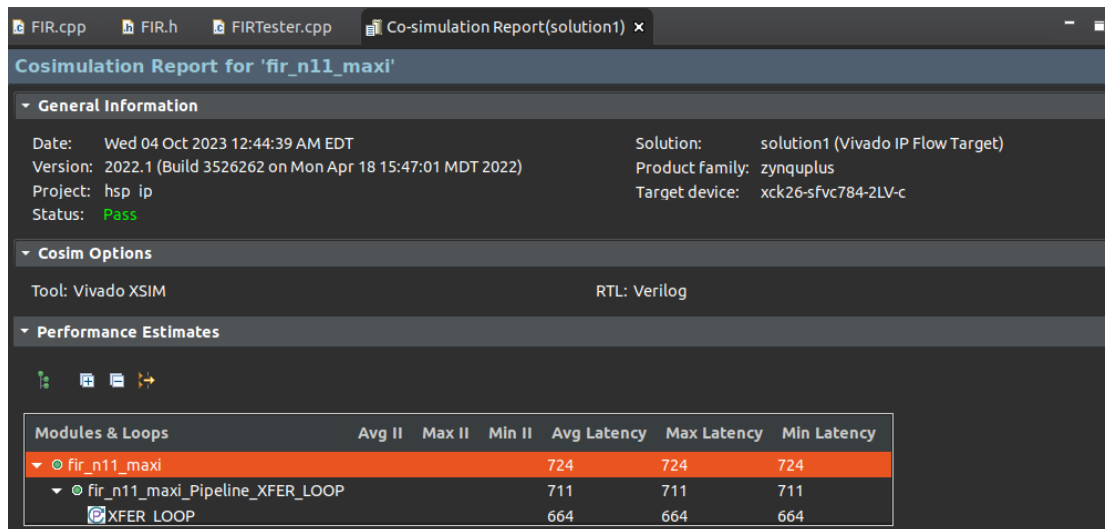 FIR.cpp FIR.h FIRTester.cpp Co-simulation Report(solution1)
Cosimulation Report for 'fir_n11_maxi'
General Information
Date: Wed 04 Oct 2023 12:44:39 AM EDT Solution: solution1 (Vivado IP Flow Target)
Version: 2022.1 (Build 3526262 on Mon Apr 18 15:47:01 MDT 2022) Product family: zynquplus
Project: hsp_ip Target device: xck26-sfvc784-2LV-c
Status: Pass
Cosim Options
Tool: Vivado XSIM RTL: Verilog
Performance Estimates
Modules & Loops Avg II Max II Min II Avg Latency Max Latency Min Latency
fir_n11_maxi 724 724 724
fir_n11_maxi_Pipeline_XFER_LOOP 711 711 711
XFER_LOOP 664 664 664